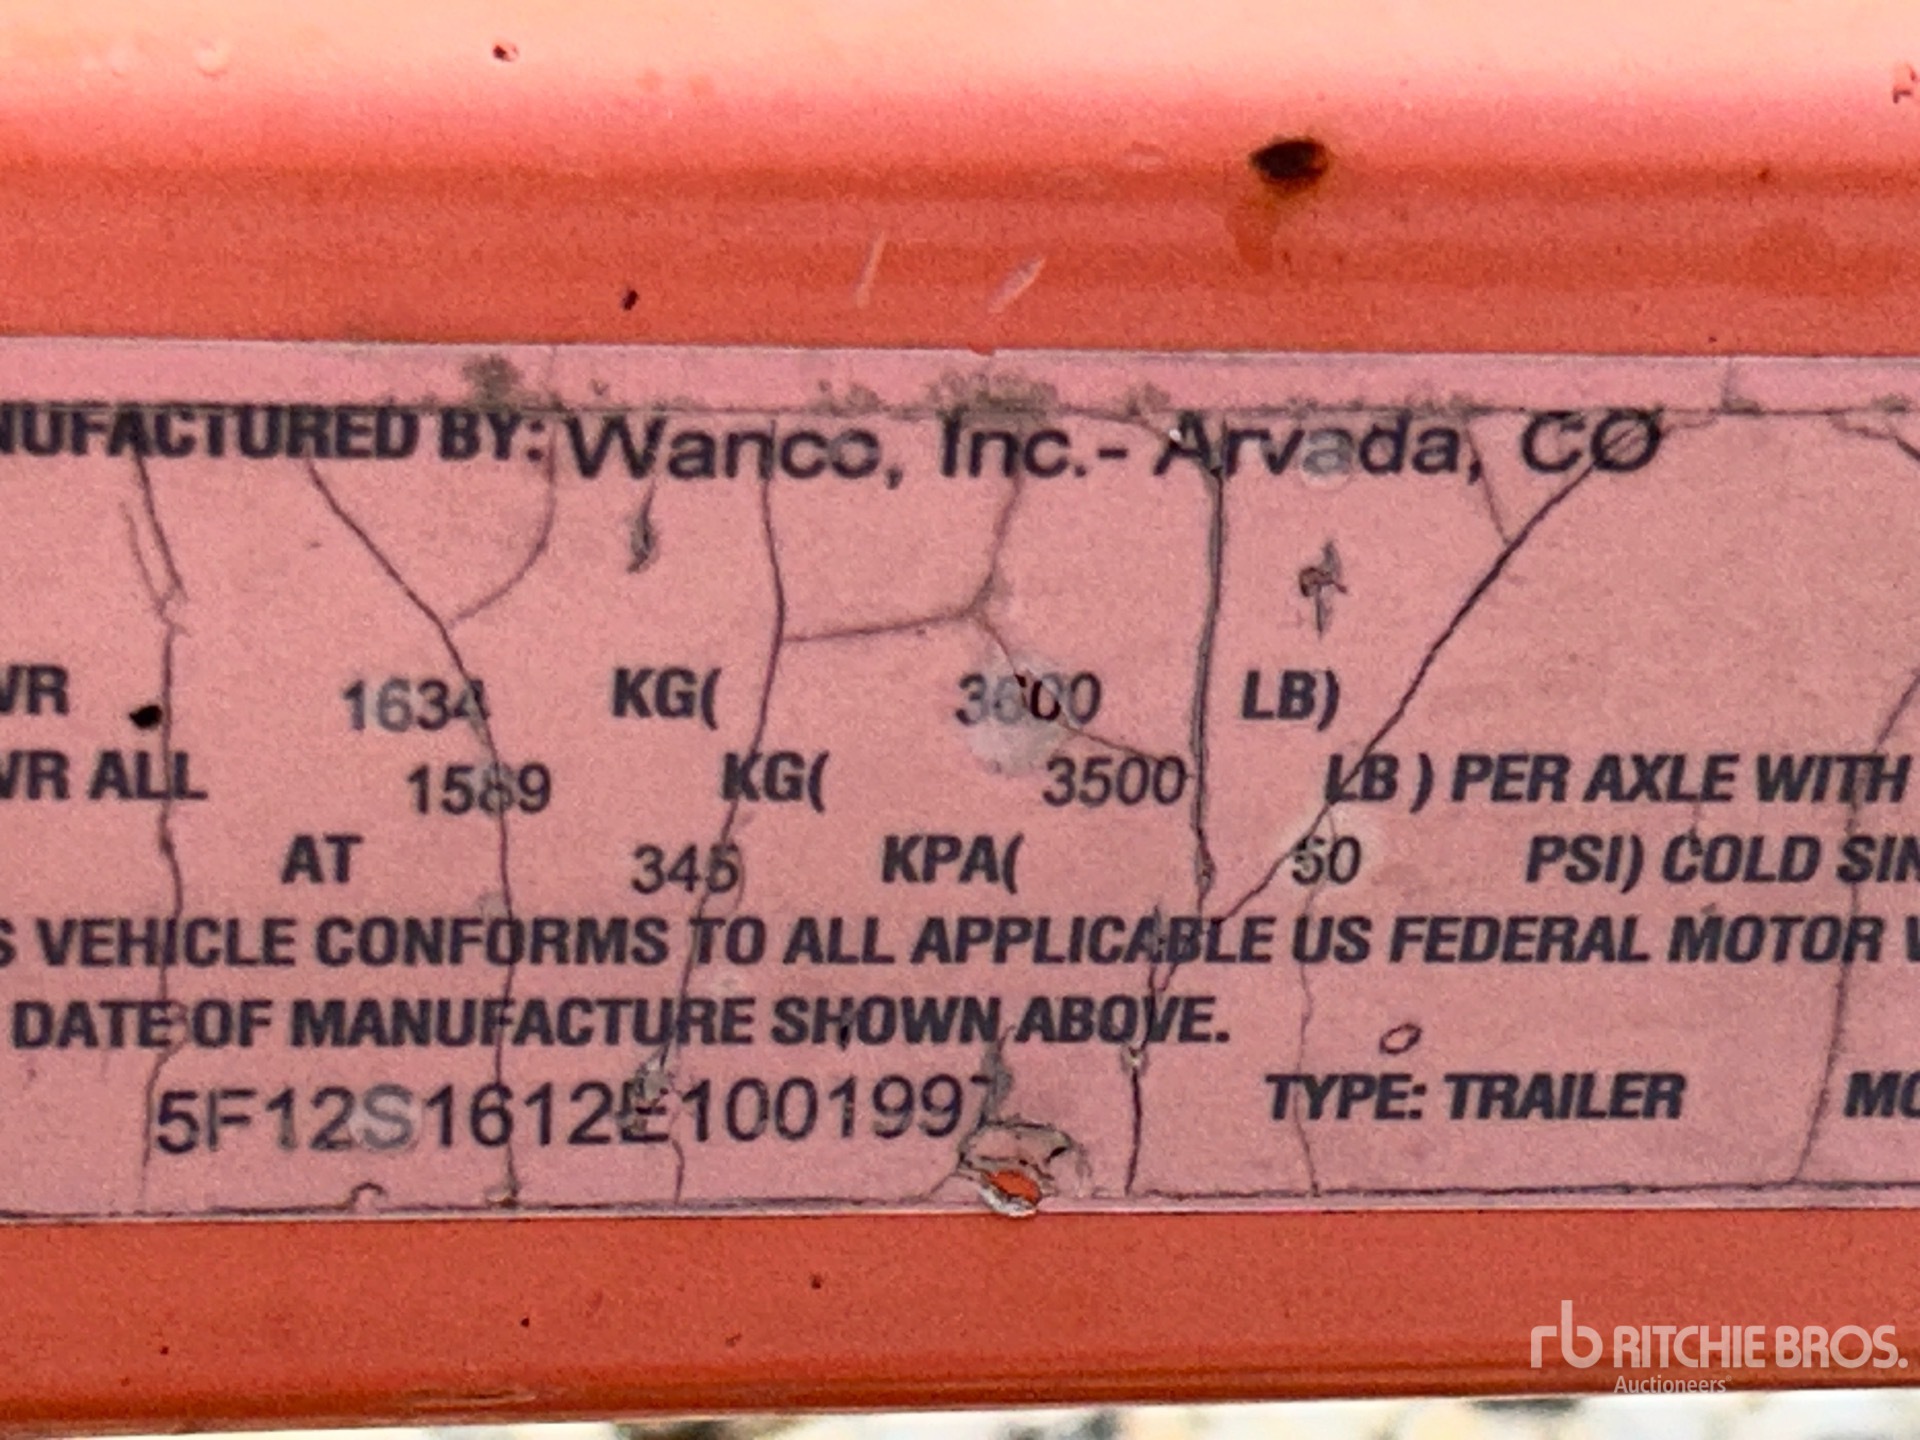 NUFACTURED BY: Wanco, Inc.- Arvada, CO
VR 1634 KG( 3600 LB)
VR ALL 1589 KG( 3500 LB ) PER AXLE WITH
AT 345 KPA( 50 PSI) COLD SIN
S VEHICLE CONFORMS TO ALL APPLICABLE US FEDERAL MOTOR V
DATE OF MANUFACTURE SHOWN ABOVE.
5F12S1612E1001997 TYPE: TRAILER MO
rb RITCHIE BROS.
Auctioneers